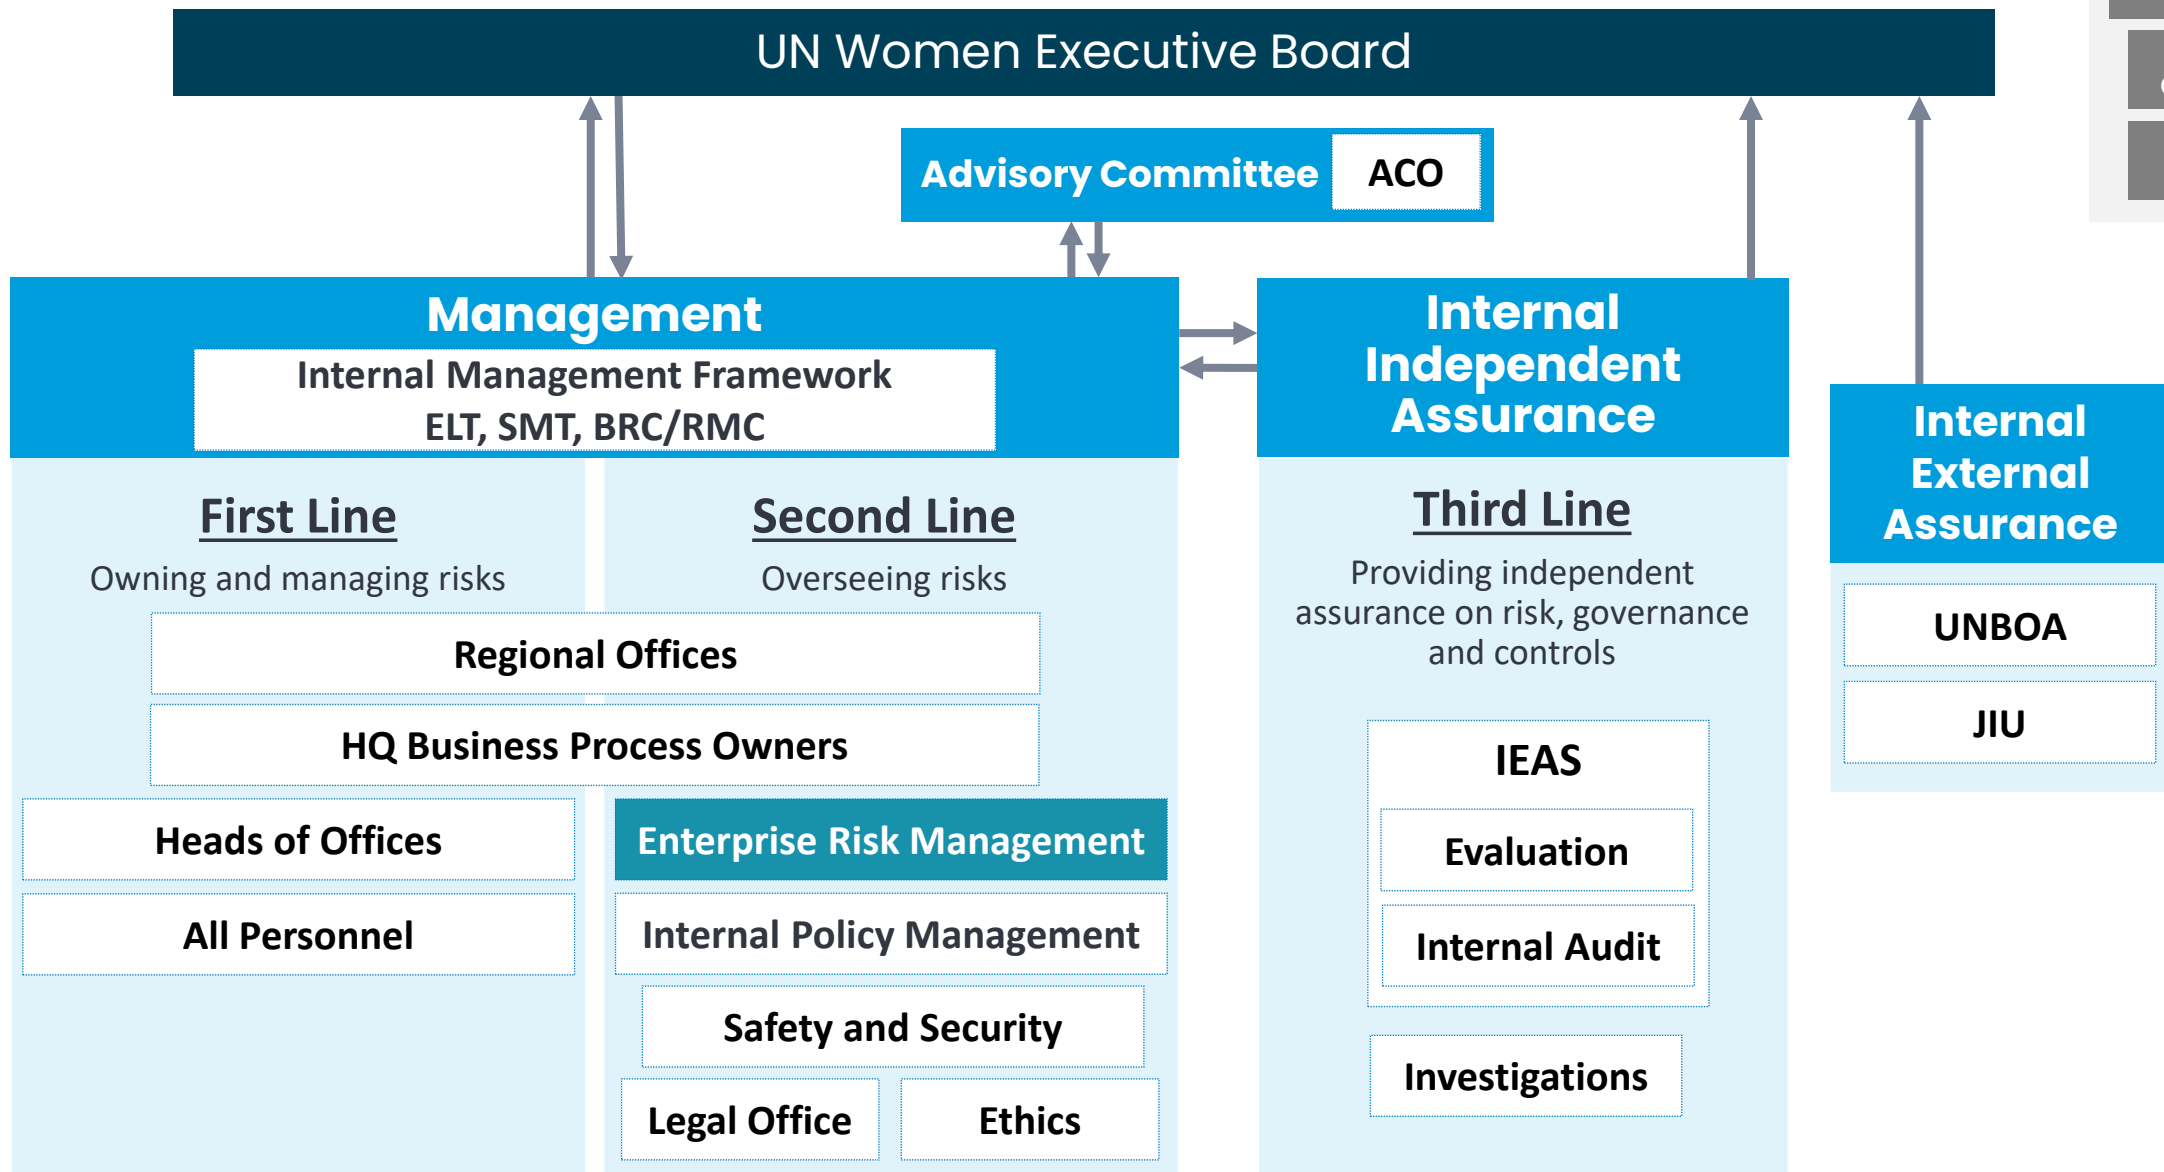 UN Women Executive Board
Advisory Committee
ACO
Management
Internal Management Framework
ELT, SMT, BRC/RMC
Internal
Independent
Assurance
Internal
External
Assurance
First Line
Owning and managing risks
Second Line
Overseeing risks
Regional Offices
HQ Business Process Owners
Heads of Offices
All Personnel
Enterprise Risk Management
Internal Policy Management
Safety and Security
Legal Office
Ethics
Third Line
Providing independent
assurance on risk, governance
and controls
IEAS
Evaluation
Internal Audit
Investigations
UNBOA
JIU